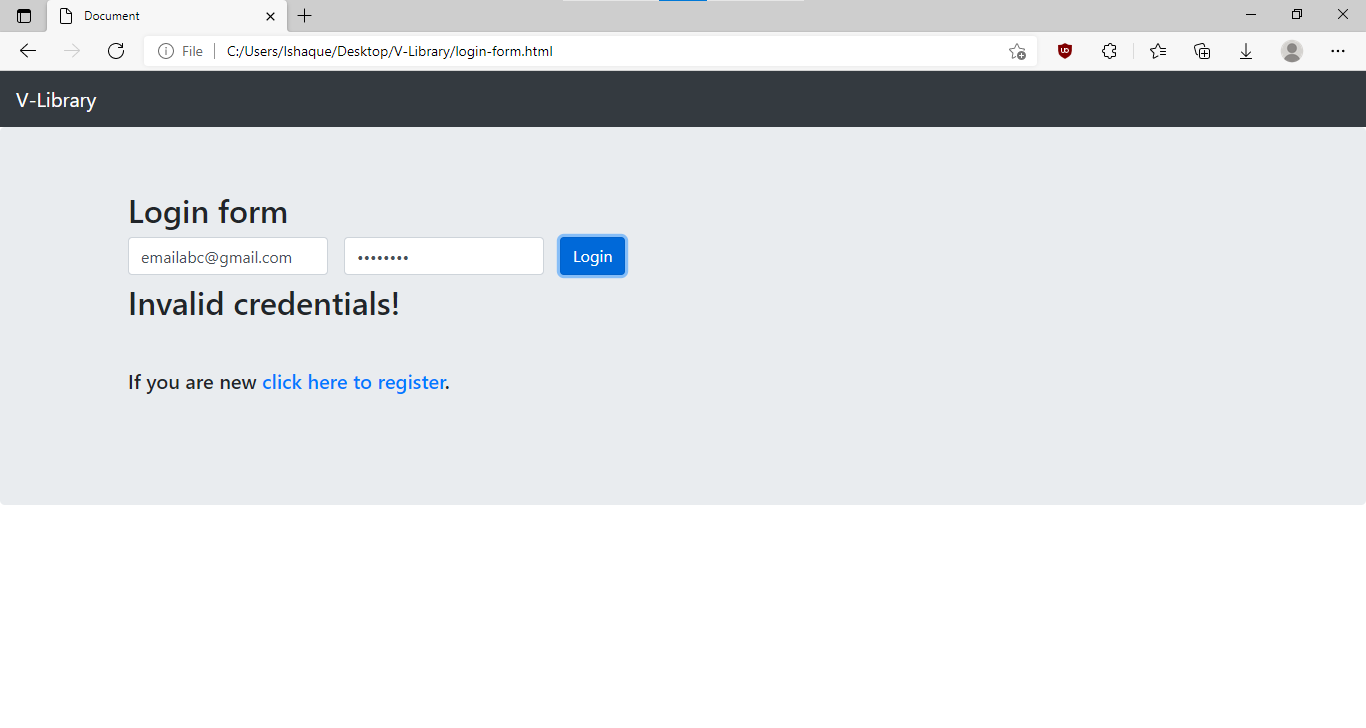 Document
File C:/Users/Ishaque/Desktop/V-Library/login-form.html
V-Library
Login form
emailabc@gmail.com •••••••• Login
Invalid credentials!
If you are new click here to register.